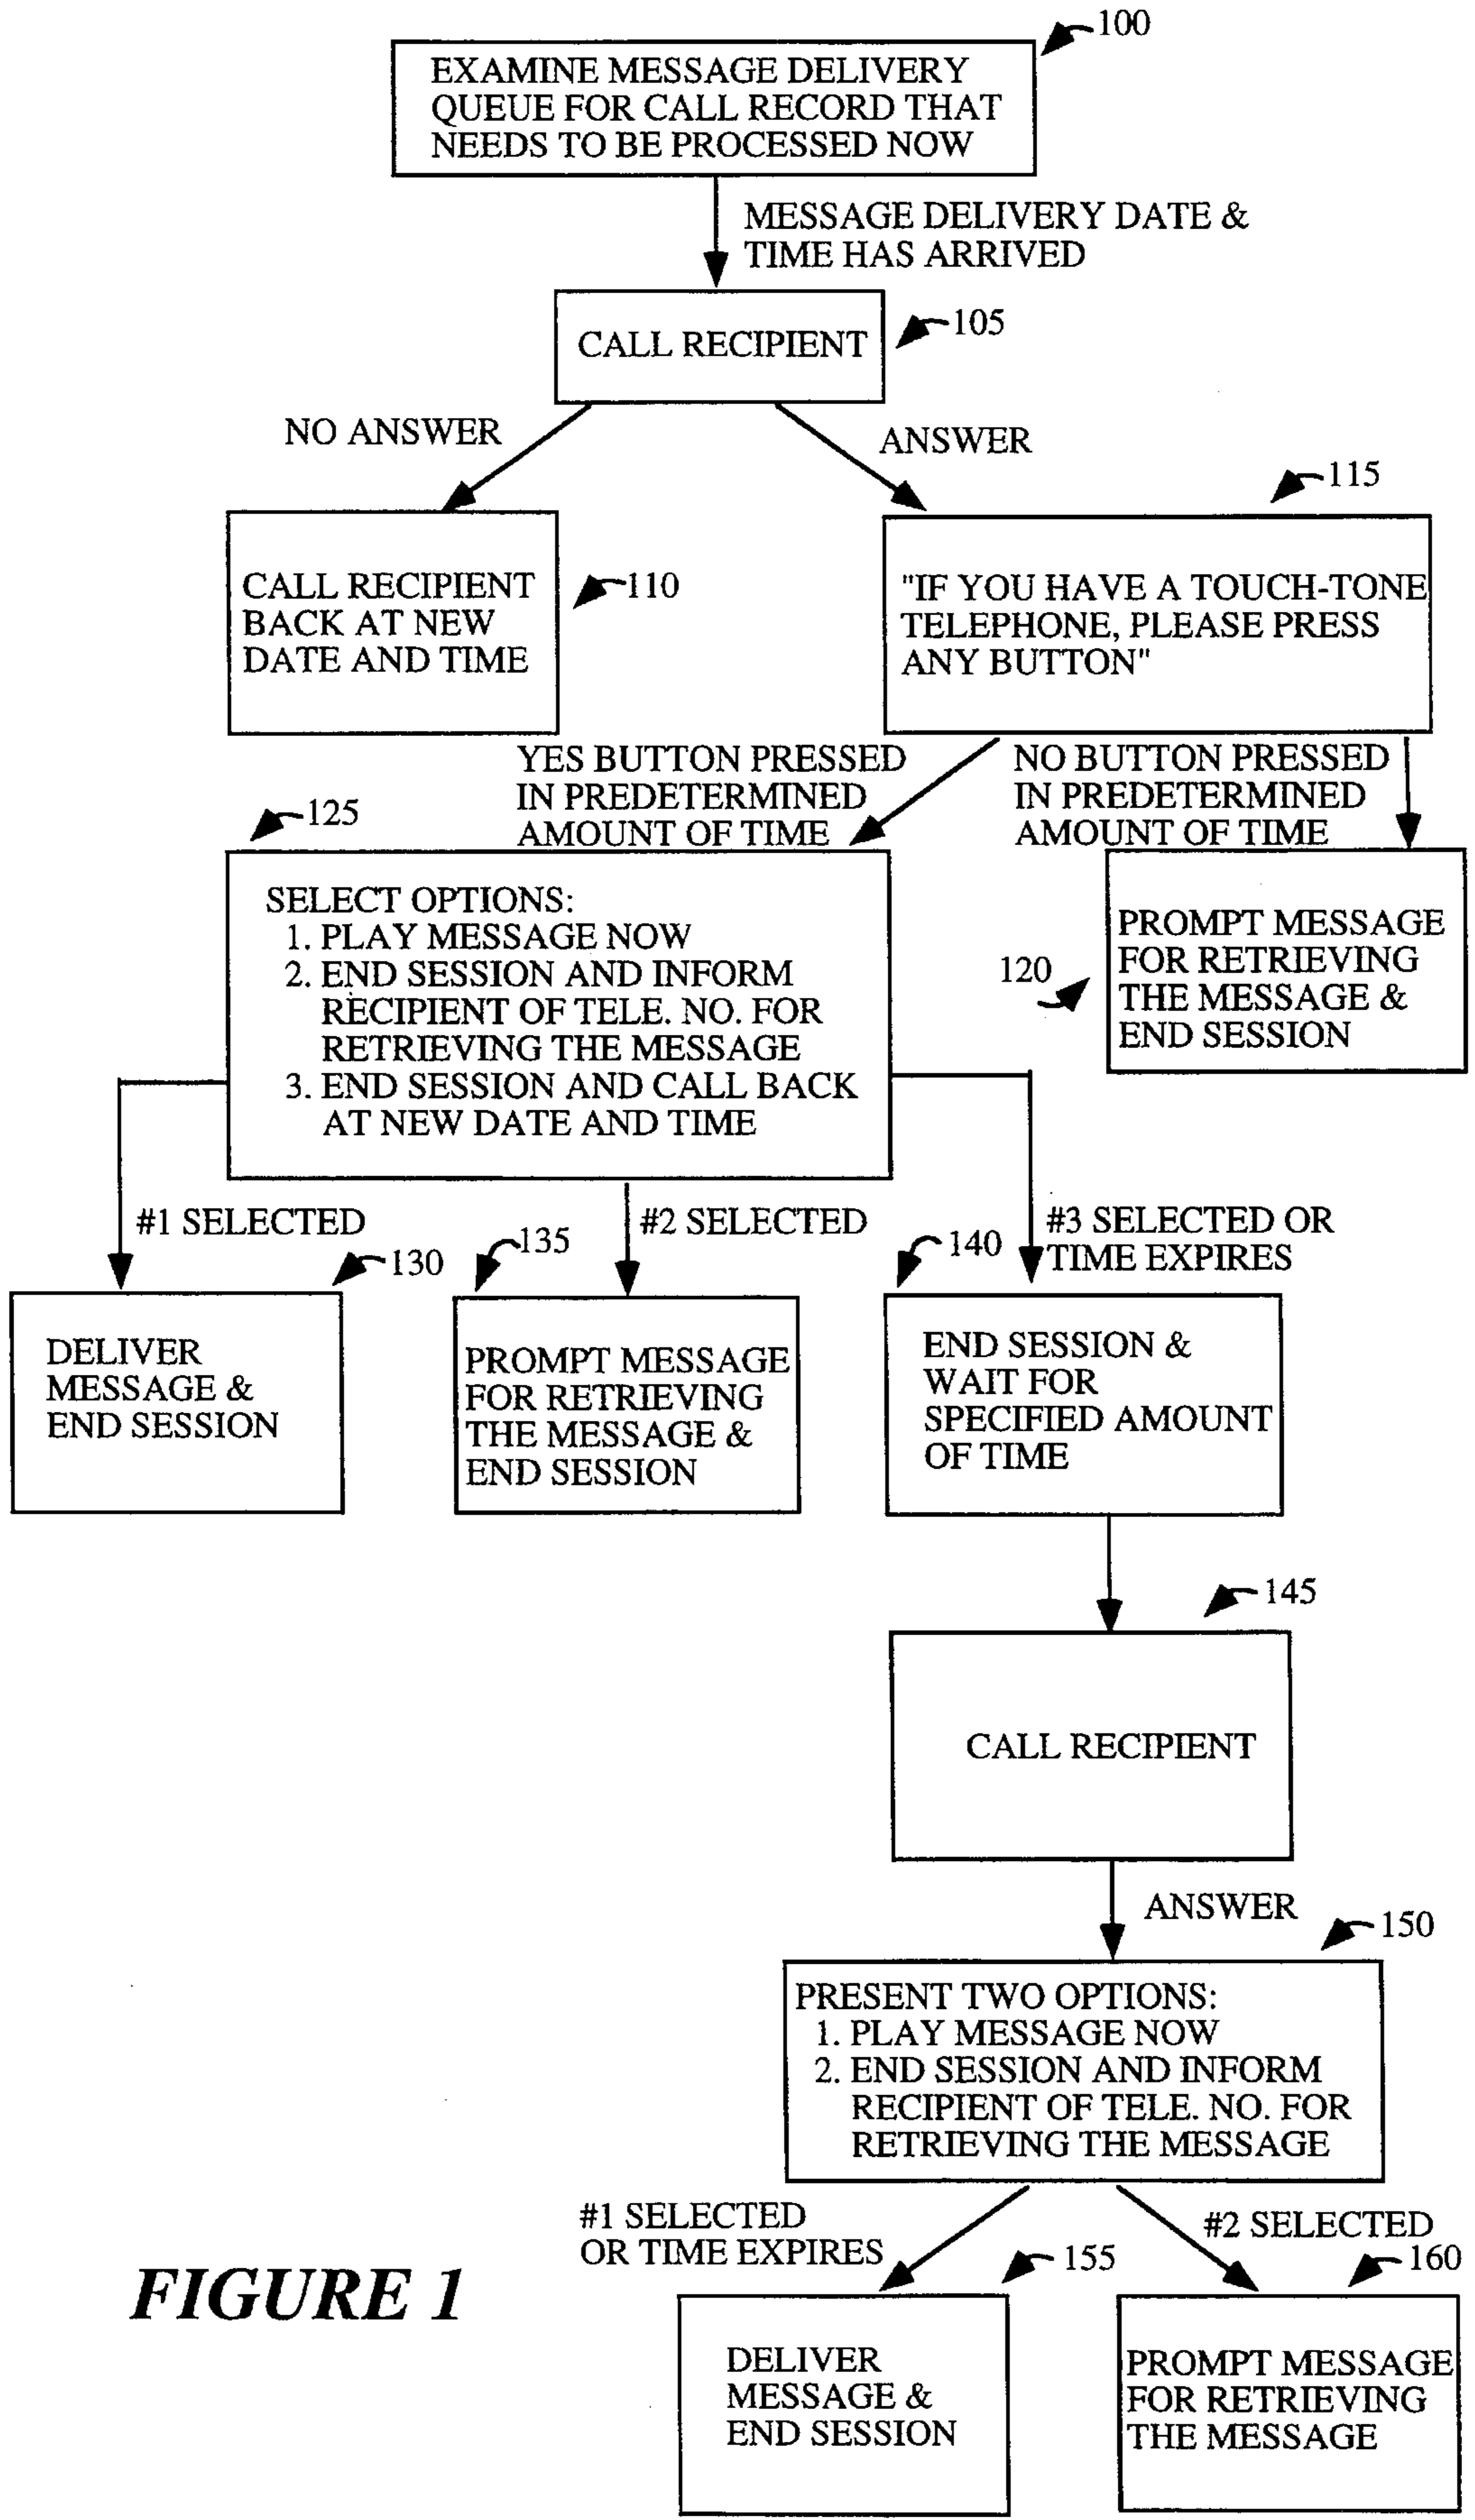 100
EXAMINE MESSAGE DELIVERY
QUEUE FOR CALL RECORD THAT
NEEDS TO BE PROCESSED NOW
MESSAGE DELIVERY DATE &
TIME HAS ARRIVED
CALL RECIPIENT
105
NO ANSWER
ANSWER
115
CALL RECIPIENT
BACK AT NEW
DATE AND TIME
110
"IF YOU HAVE A TOUCH-TONE
TELEPHONE, PLEASE PRESS
ANY BUTTON"
YES BUTTON PRESSED
IN PREDETERMINED
AMOUNT OF TIME
NO BUTTON PRESSED
IN PREDETERMINED
AMOUNT OF TIME
125
SELECT OPTIONS:
1. PLAY MESSAGE NOW
2. END SESSION AND INFORM
RECIPIENT OF TELE. NO. FOR
RETRIEVING THE MESSAGE
3. END SESSION AND CALL BACK
AT NEW DATE AND TIME
120
PROMPT MESSAGE
FOR RETRIEVING
THE MESSAGE &
END SESSION
#1 SELECTED
130
135
#2 SELECTED
140
#3 SELECTED OR
TIME EXPIRES
DELIVER
MESSAGE &
END SESSION
PROMPT MESSAGE
FOR RETRIEVING
THE MESSAGE &
END SESSION
END SESSION &
WAIT FOR
SPECIFIED AMOUNT
OF TIME
145
CALL RECIPIENT
ANSWER
150
PRESENT TWO OPTIONS:
1. PLAY MESSAGE NOW
2. END SESSION AND INFORM
RECIPIENT OF TELE. NO. FOR
RETRIEVING THE MESSAGE
#1 SELECTED
OR TIME EXPIRES
155
#2 SELECTED
160
DELIVER
MESSAGE &
END SESSION
PROMPT MESSAGE
FOR RETRIEVING
THE MESSAGE
FIGURE 1